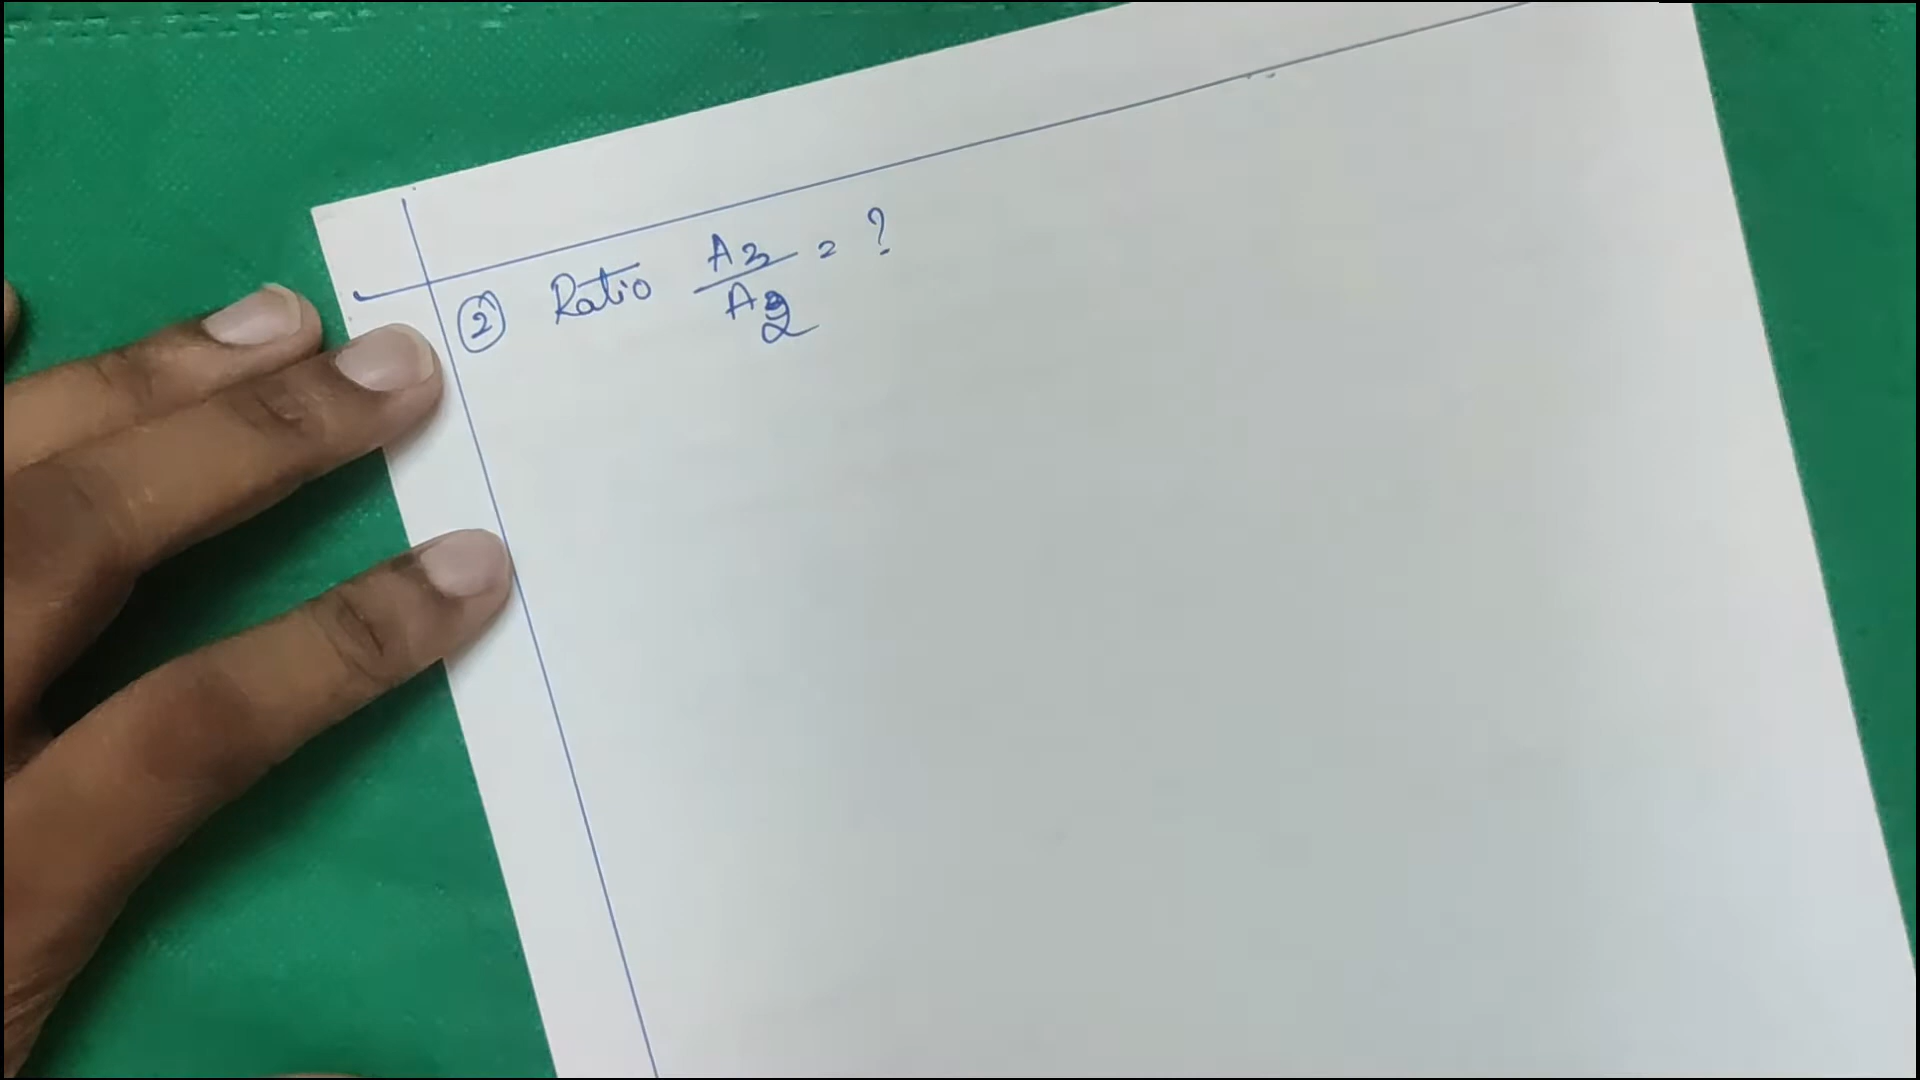 ② Ratio A3/A2 = ?